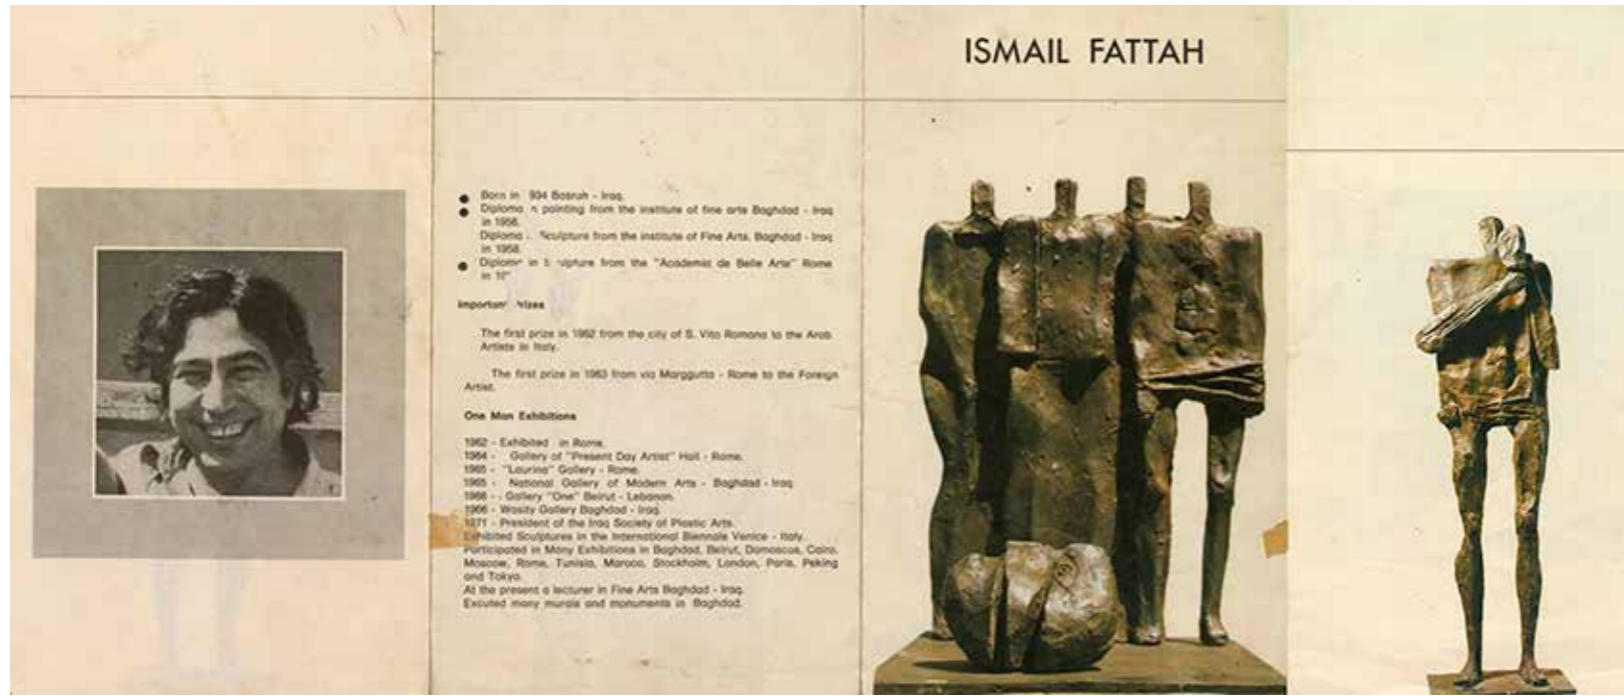 ISMAIL FATTAH
Born in 934 Basrah - Iraq.
Diploma n painting from the institute of fine arts Baghdad - Iraq
in 1956.
Diploma Sculpture from the institute of Fine Arts, Baghdad - Iraq
in 1958.
Diploma in sculpture from the "Academia de Belle Arte" Rome
in
Important Prizes
The first prize in 1962 from the city of S. Vito Romano to the Arab
Artists in Italy.
The first prize in 1963 from via Marggutta - Rome to the Foreign
Artist.
One Man Exhibitions
1962 - Exhibited in Rome.
1964 - Gallery of "Present Day Artist" Hall - Rome.
1965 - "Laurina" Gallery - Rome.
1965 - National Gallery of Modern Arts - Baghdad - Iraq
1966 - - Gallery "One" Beirut - Lebanon.
1966 - Wasity Gallery Baghdad - Iraq.
1971 - President of the Iraq Society of Plastic Arts.
Exhibited Sculptures in the International Biennale Venice - Italy.
Participated in Many Exhibitions in Baghdad, Beirut, Damascus, Cairo,
Moscow, Rome, Tunisia, Maroco, Stockholm, London, Paris, Peking
and Tokyo.
At the present a lecturer in Fine Arts Baghdad - Iraq.
Excuted many murals and monuments in Baghdad.